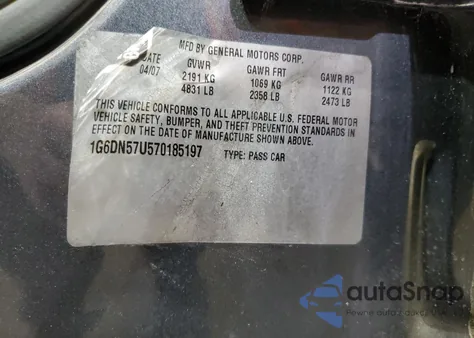 MFD BY GENERAL MOTORS CORP.
DATE GVWR GAWR FRT GAWR RR
04/07 2191 KG 1069 KG 1122 KG
4831 LB 2358 LB 2473 LB
THIS VEHICLE CONFORMS TO ALL APPLICABLE U.S. FEDERAL MOTOR
VEHICLE SAFETY, BUMPER, AND THEFT PREVENTION STANDARDS IN
EFFECT ON THE DATE OF MANUFACTURE SHOWN ABOVE.
1G6DN57U570185197 TYPE: PASS CAR
autoSnap